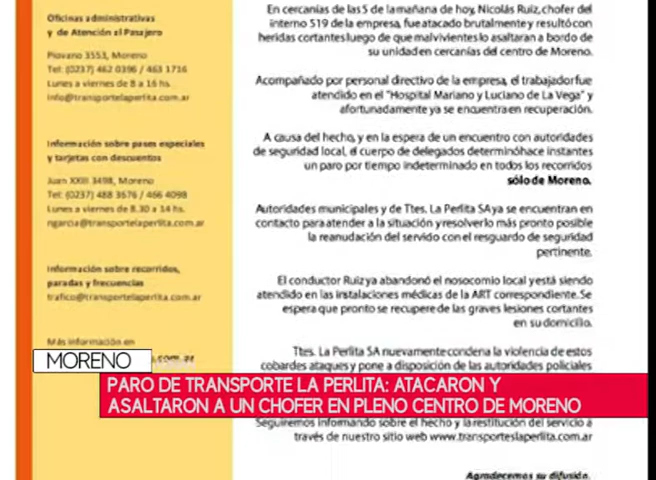 Oficinas administrativas
y de Atención al Pasajero
Piovano 3553, Moreno
Tel: (0237) 462 0396 / 463 1716
Lunes a viernes de 8 a 16 hs.
info@transportelaperlita.com.ar
Información sobre pases especiales
y tarjetas con descuentos
Juan XXIII 3498, Moreno
Tel: (0237) 488 3676 / 466 4098
Lunes a viernes de 8.30 a 14 hs.
ngarcia@transportelaperlita.com.ar
Información sobre recorridos,
paradas y frecuencias
trafico@transportelaperlita.com.ar
Más información en
.com.ar
En cercanías de las 5 de la mañana de hoy, Nicolás Ruiz, chofer del
interno 519 de la empresa, fue atacado brutalmente y resultó con
heridas cortantes luego de que malvivientes lo asaltaran a bordo de
su unidad en cercanías del centro de Moreno.
Acompañado por personal directivo de la empresa, el trabajador fue
atendido en el "Hospital Mariano y Luciano de La Vega" y
afortunadamente ya se encuentra en recuperación.
A causa del hecho, y en la espera de un encuentro con autoridades
de seguridad local, el cuerpo de delegados determinó hace instantes
un paro por tiempo indeterminado en todos los recorridos
sólo de Moreno.
Autoridades municipales y de Ttes. La Perlita SA ya se encuentran en
contacto para atender a la situación y resolverlo más pronto posible
la reanudación del servido con el resguardo de seguridad
pertinente.
El conductor Ruiz ya abandonó el nosocomio local y está siendo
atendido en las instalaciones médicas de la ART correspondiente. Se
espera que pronto se recupere de las graves lesiones cortantes
en su domicilio.
Ttes. La Perlita SA nuevamente condena la violencia de estos
cobardes ataques y pone a disposición de las autoridades policiales
MORENO
PARO DE TRANSPORTE LA PERLITA: ATACARON Y
ASALTARON A UN CHOFER EN PLENO CENTRO DE MORENO
Seguiremos informando sobre el hecho y la restitución del servicio a
través de nuestro sitio web www.transporteslaperlita.com.ar
Agradecemos su difusión.